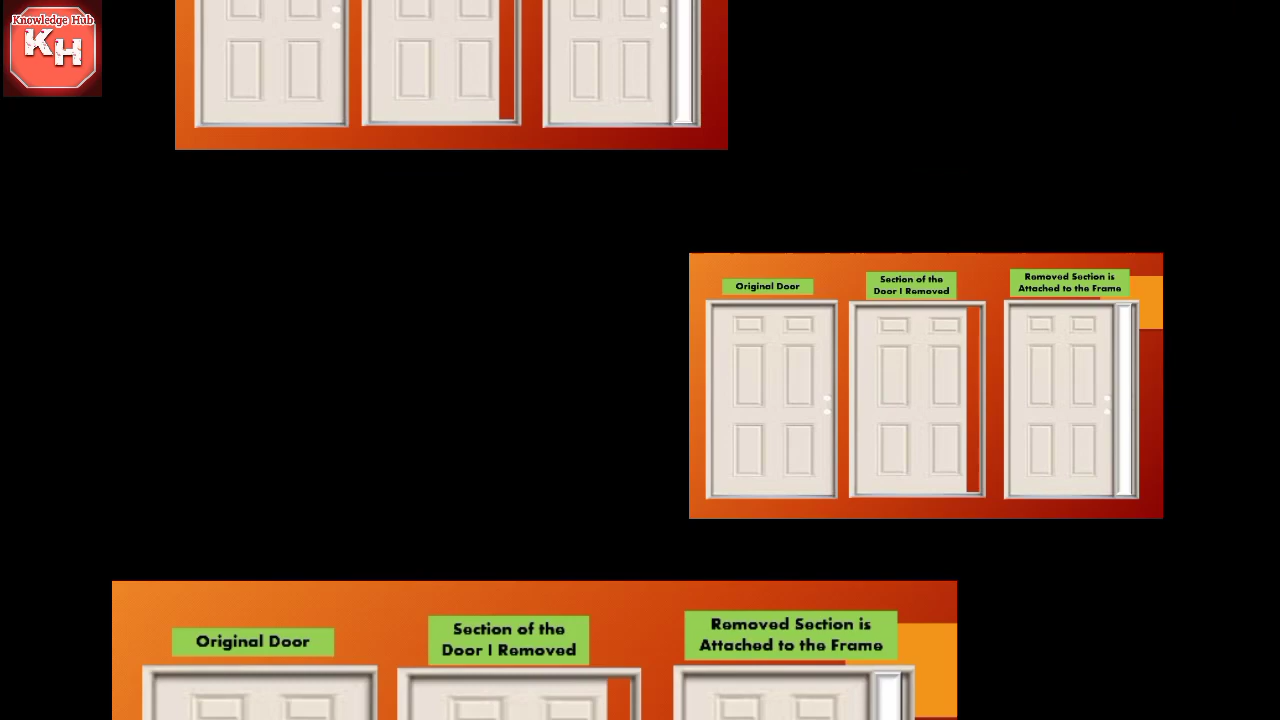 Knowledge Hub
KH
Original Door
Section of the
Door I Removed
Removed Section is
Attached to the Frame
Original Door
Section of the
Door I Removed
Removed Section is
Attached to the Frame